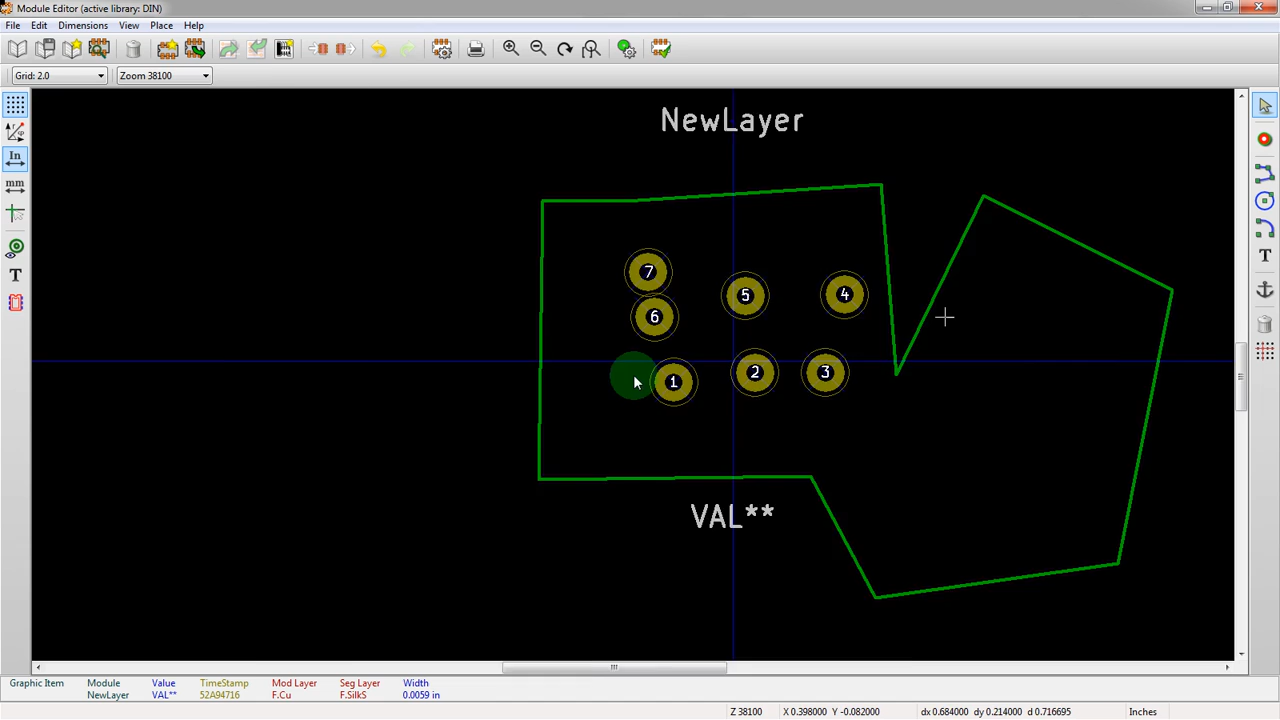 Module Editor (active library: DIN)
File Edit Dimensions View Place Help
Grid: 2.0 Zoom 38100
NewLayer
In
mm
7
5 4
6
T
T
1 2 3
VAL**
Graphic Item Module Value TimeStamp Mod Layer Seg Layer Width
NewLayer VAL** 52A94716 F.Cu F.SilkS 0.0059 in
Z 38100 X 0.398000 Y -0.082000 dx 0.684000 dy 0.214000 d 0.716695 Inches